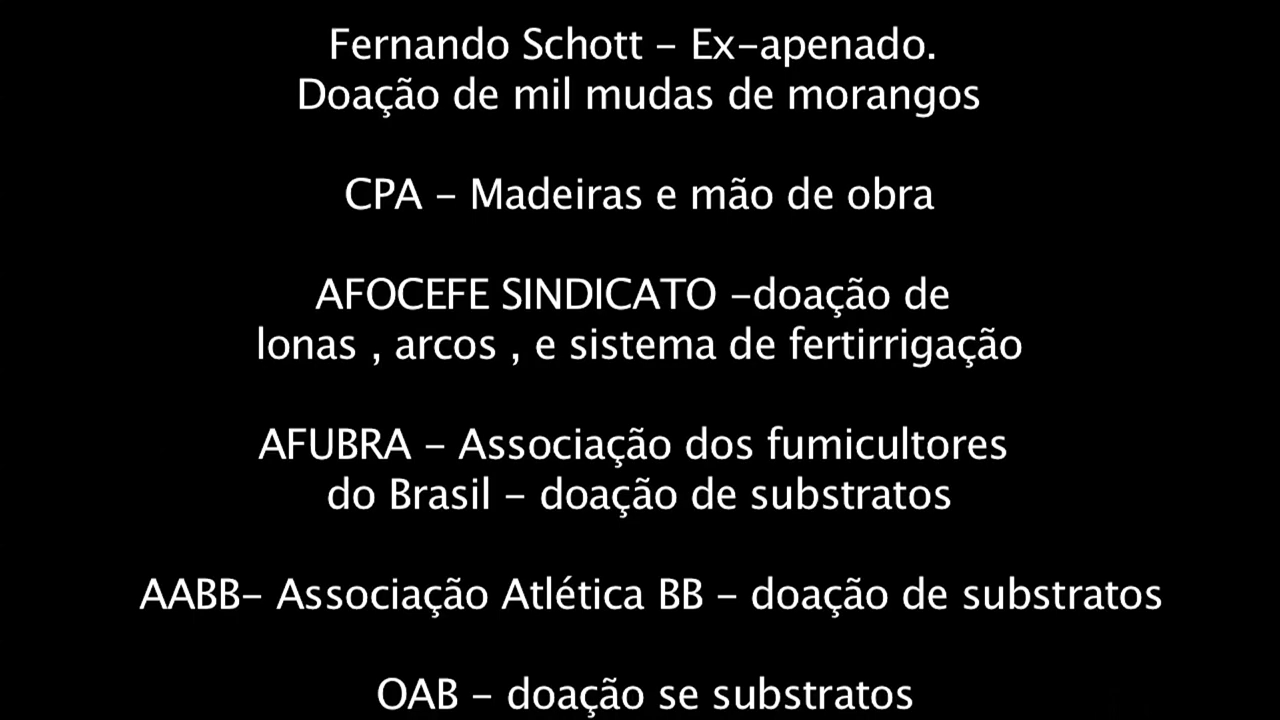 Fernando Schott - Ex-apenado.
Doação de mil mudas de morangos
CPA - Madeiras e mão de obra
AFOCEFE SINDICATO -doação de
lonas , arcos , e sistema de fertirrigação
AFUBRA - Associação dos fumicultores
do Brasil - doação de substratos
AABB- Associação Atlética BB - doação de substratos
OAB - doação se substratos